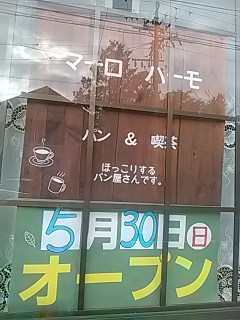 マーロ バーモ
パン & 喫茶
ほっこりする
パン屋さんです。
5月30日日
オープン